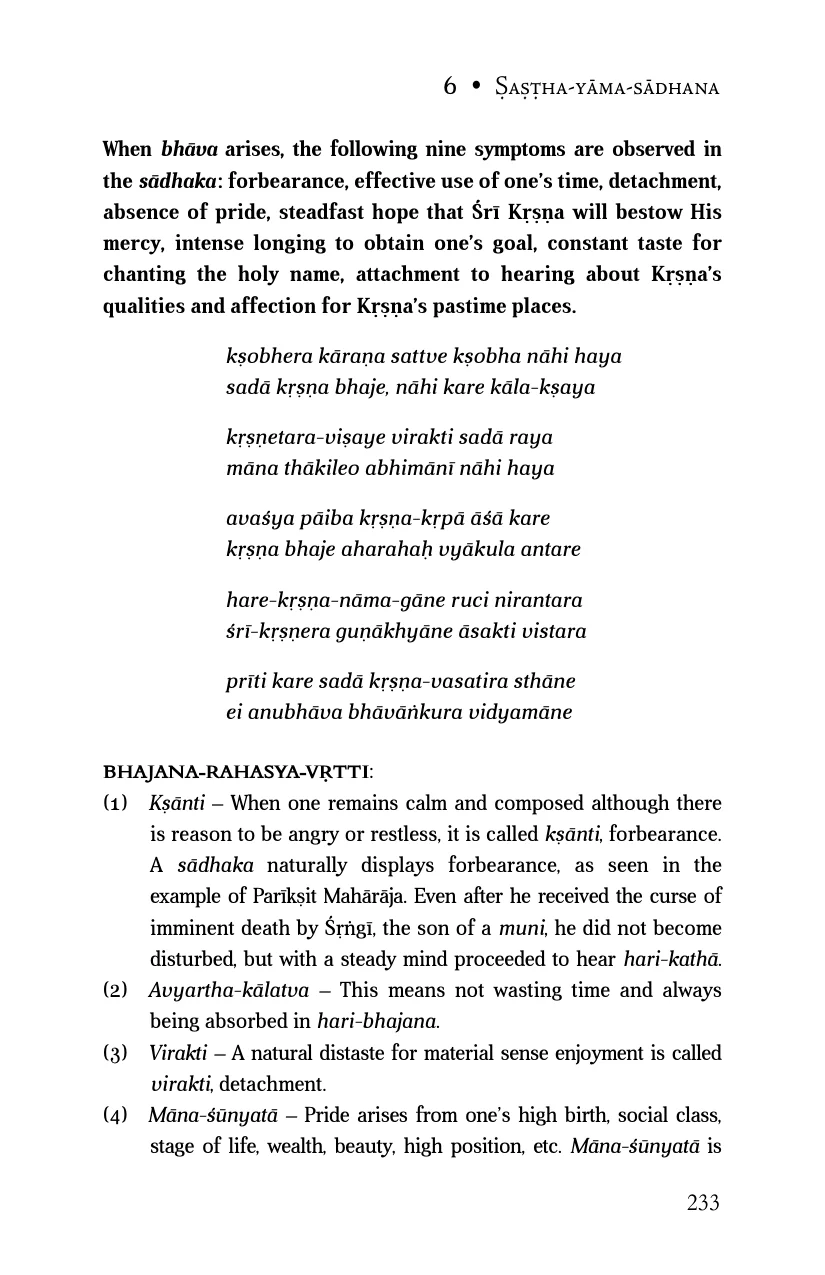 6 • Ṣaṣṭha-yāma-sādhana
When bhāva arises, the following nine symptoms are observed in
the sādhaka: forbearance, effective use of one’s time, detachment,
absence of pride, steadfast hope that Śrī Kṛṣṇa will bestow His
mercy, intense longing to obtain one’s goal, constant taste for
chanting the holy name, attachment to hearing about Kṛṣṇa’s
qualities and affection for Kṛṣṇa’s pastime places.
kṣobhera kāraṇa sattve kṣobha nāhi haya
sadā kṛṣṇa bhaje, nāhi kare kāla-kṣaya
kṛṣṇetara-viṣaye virakti sadā raya
māna thākileo abhimānī nāhi haya
avaśya pāiba kṛṣṇa-kṛpā āśā kare
kṛṣṇa bhaje aharahaḥ vyākula antare
hare-kṛṣṇa-nāma-gāne ruci nirantara
śrī-kṛṣṇera guṇākhyāne āsakti vistara
prīti kare sadā kṛṣṇa-vasatira sthāne
ei anubhāva bhāvāṅkura vidyamāne
BHAJANA-RAHASYA-VṚTTI:
(1) Kṣānti – When one remains calm and composed although there
is reason to be angry or restless, it is called kṣānti, forbearance.
A sādhaka naturally displays forbearance, as seen in the
example of Parīkṣit Mahārāja. Even after he received the curse of
imminent death by Śṛṅgī, the son of a muni, he did not become
disturbed, but with a steady mind proceeded to hear hari-kathā.
(2) Avyartha-kālatva – This means not wasting time and always
being absorbed in hari-bhajana.
(3) Virakti – A natural distaste for material sense enjoyment is called
virakti, detachment.
(4) Māna-śūnyatā – Pride arises from one’s high birth, social class,
stage of life, wealth, beauty, high position, etc. Māna-śūnyatā is
233